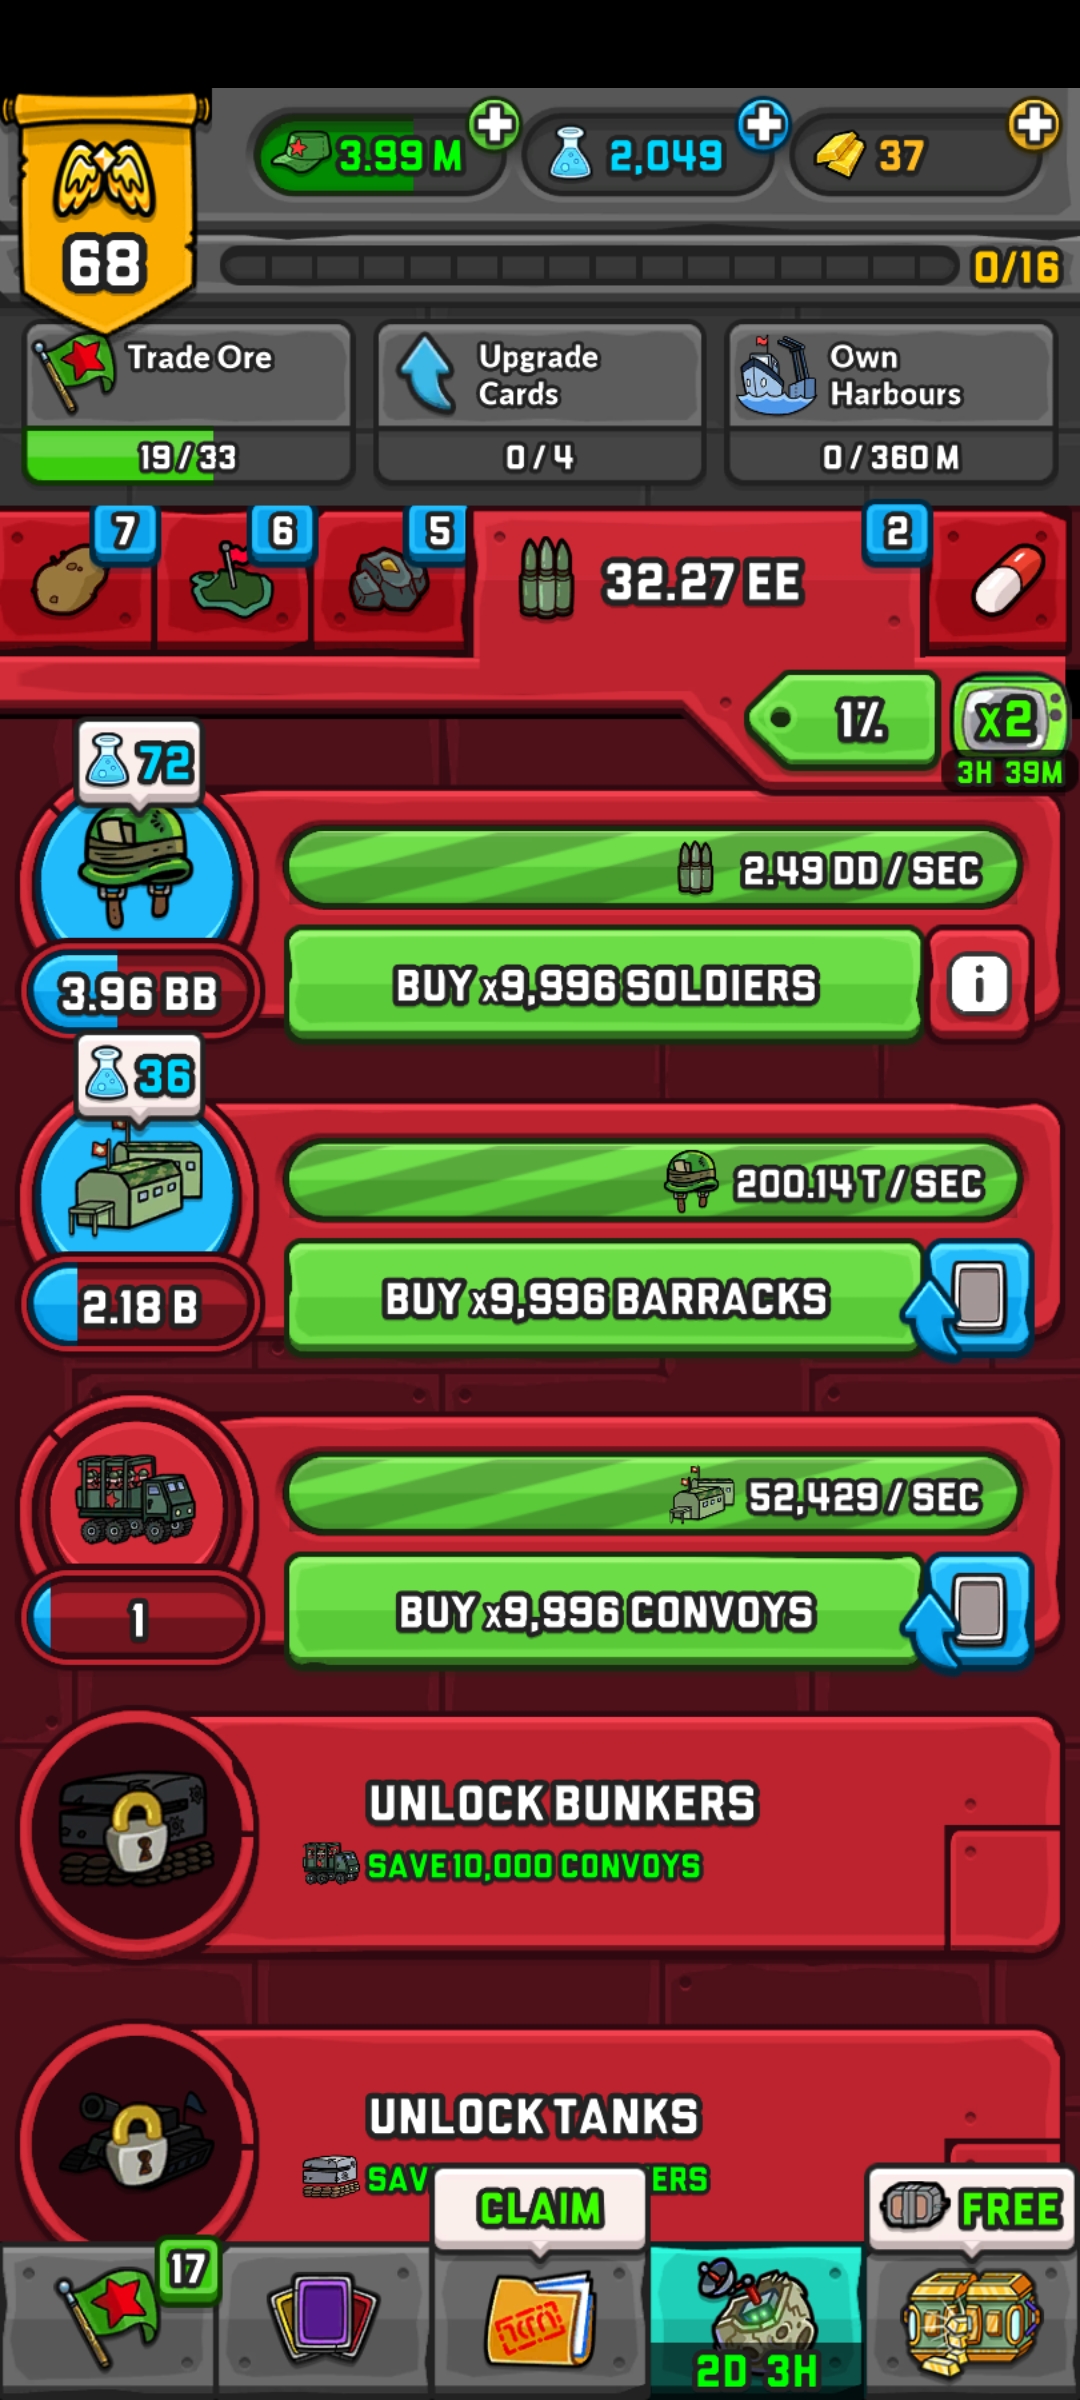 3.99 M
2,049
37
68
0/16
Trade Ore
19/33
Upgrade
Cards
0/4
Own
Harbours
0/360 M
7
6
5
32.27 EE
2
1%
x2
3H 39M
72
2.49 DD / SEC
BUY x9,996 SOLDIERS
i
3.96 BB
36
200.14 T / SEC
BUY x9,996 BARRACKS
2.18 B
52,429 / SEC
BUY x9,996 CONVOYS
1
UNLOCK BUNKERS
SAVE 10,000 CONVOYS
UNLOCK TANKS
SAV
ERS
CLAIM
FREE
17
2D 3H